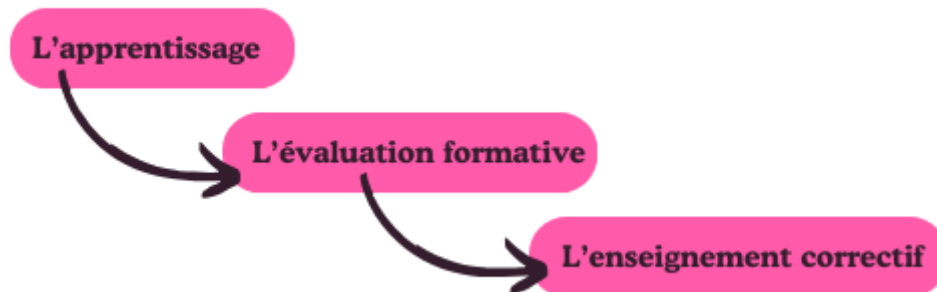 L'apprentissage
L'évaluation formative
L'enseignement correctif